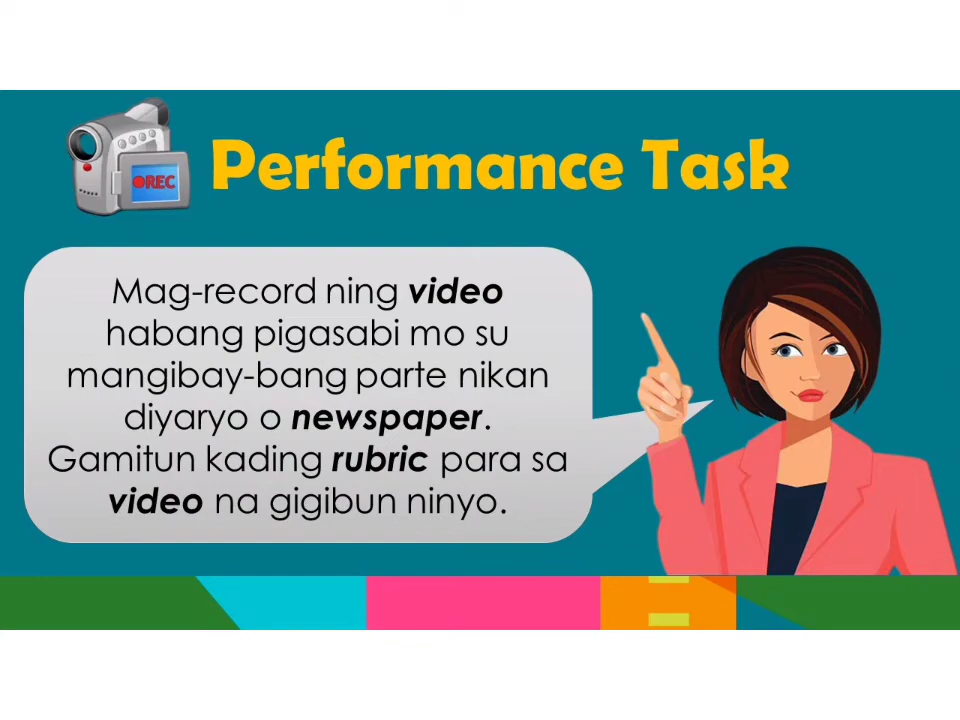 REC
Performance Task
Mag-record ning video
habang pigasabi mo su
mangibay-bang parte nikan
diyaryo o newspaper.
Gamitun kading rubric para sa
video na gigibun ninyo.